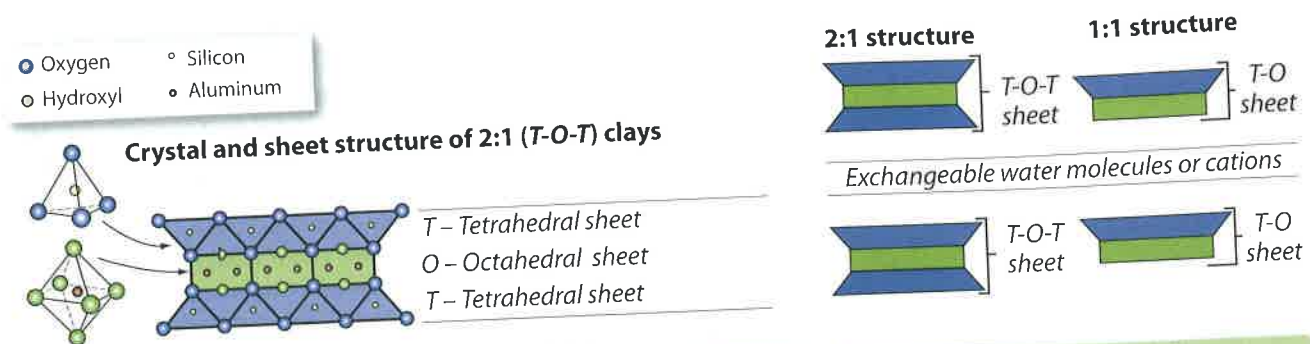 Oxygen
Silicon
Hydroxyl
Aluminum
Crystal and sheet structure of 2:1 (T-O-T) clays
T – Tetrahedral sheet
O – Octahedral sheet
T – Tetrahedral sheet
2:1 structure
1:1 structure
T-O-T
sheet
T-O
sheet
Exchangeable water molecules or cations
T-O-T
sheet
T-O
sheet